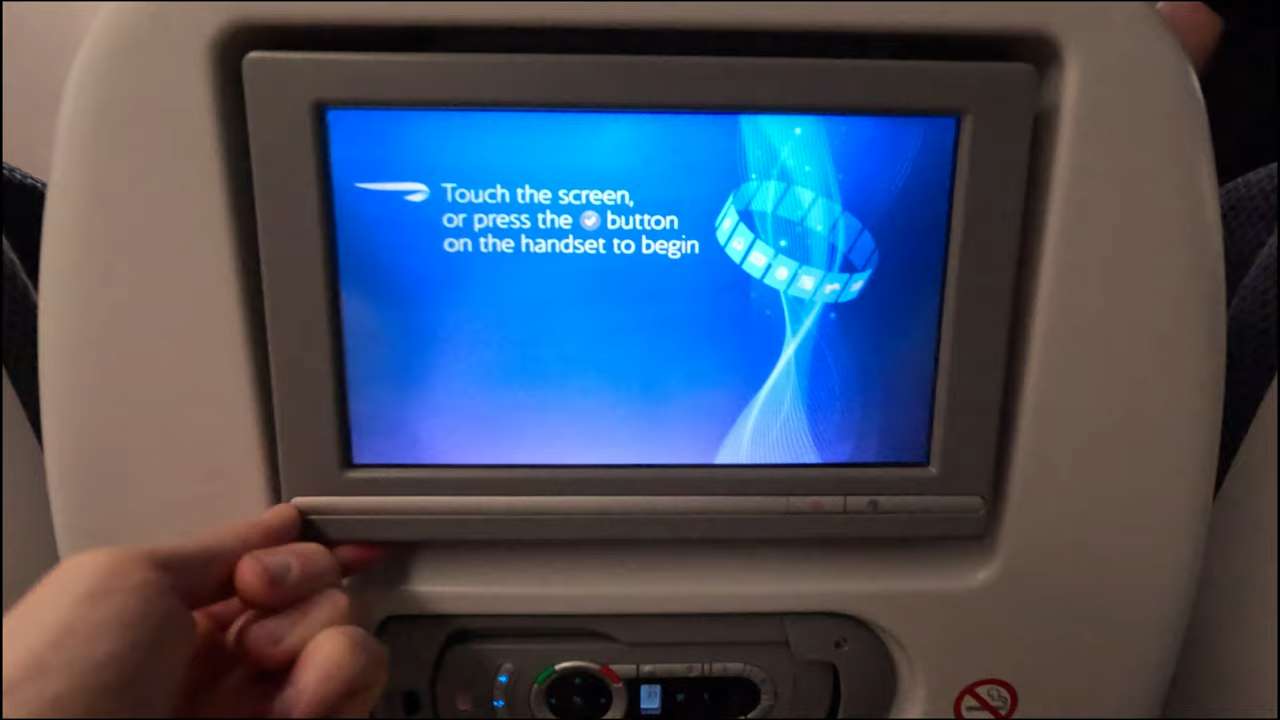 Touch the screen,
or press the button
on the handset to begin